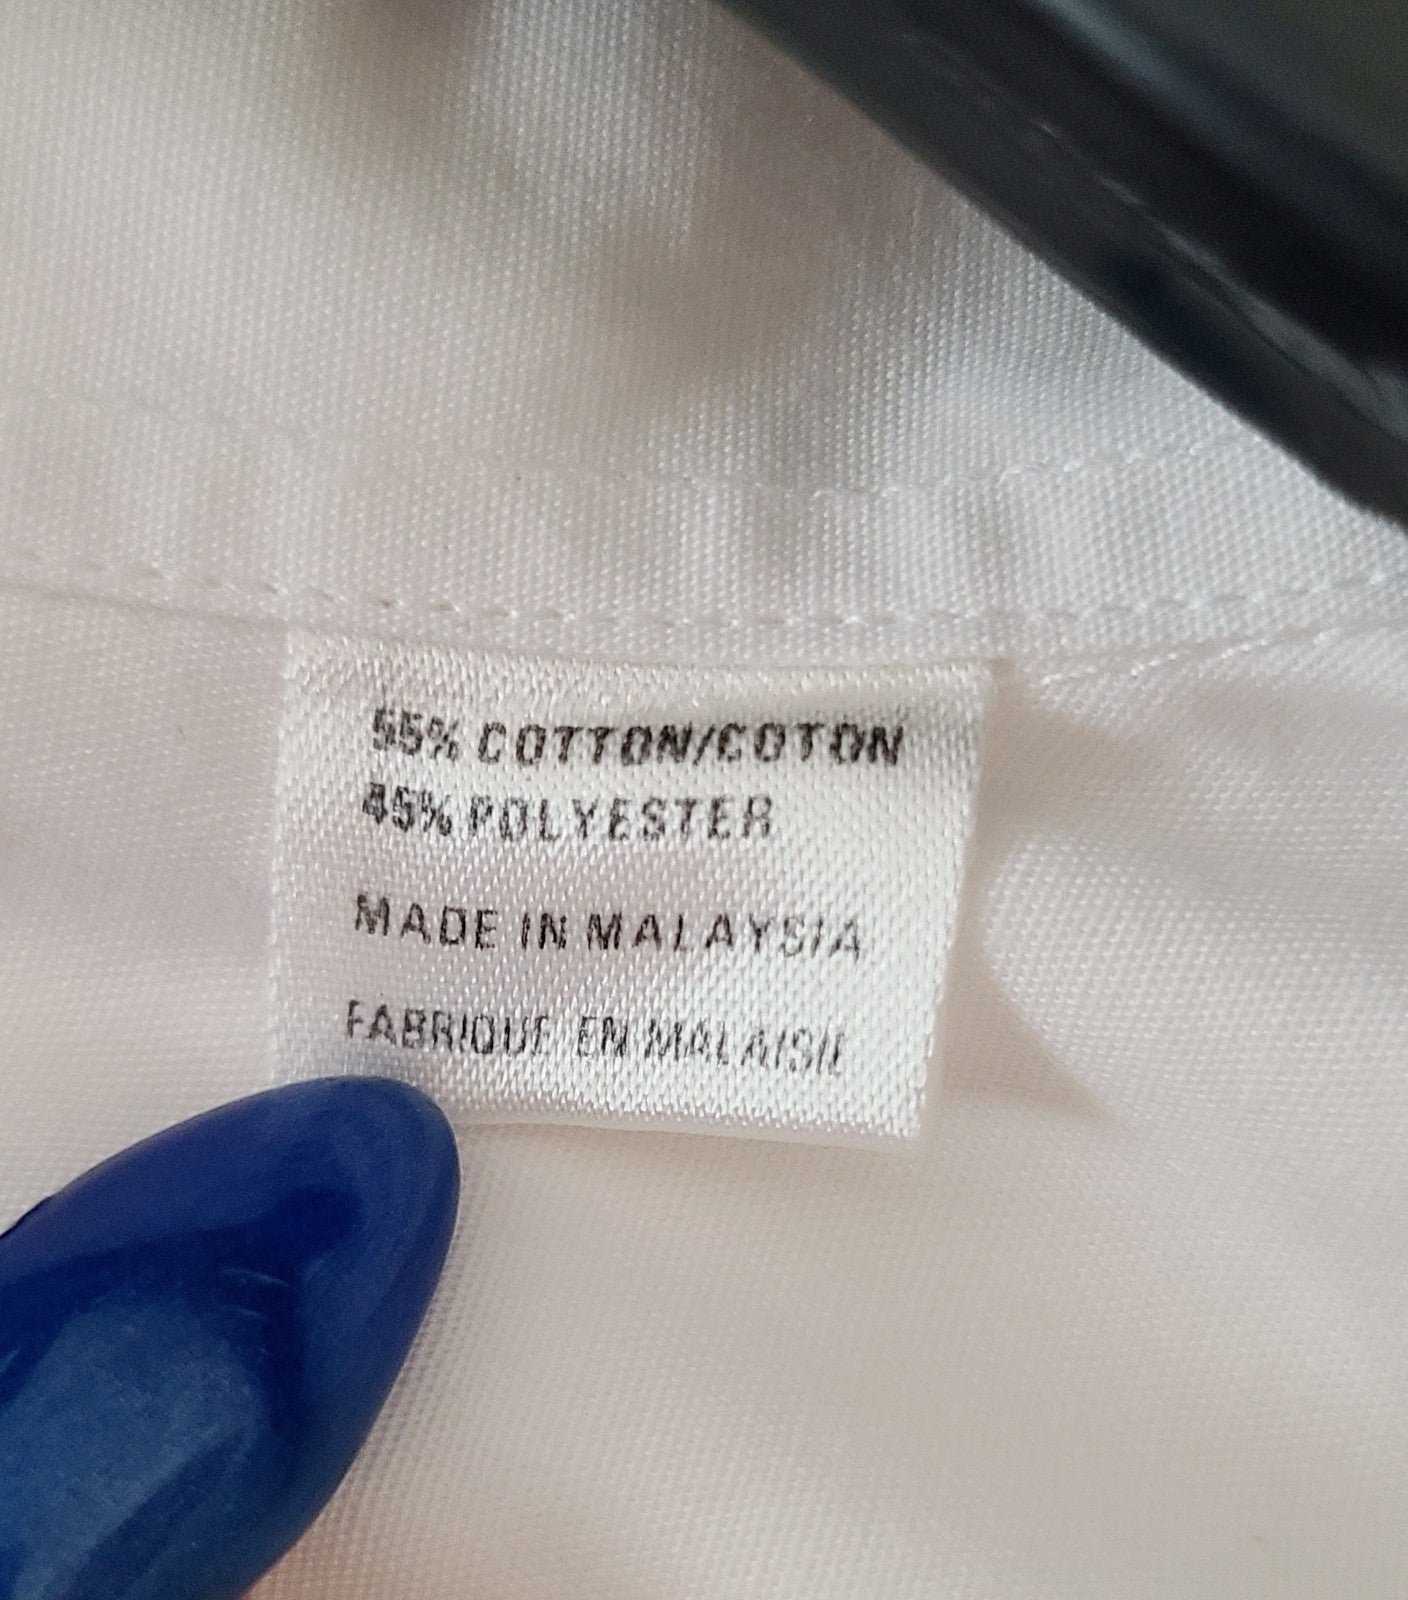 55% COTTON/COTON
45% POLYESTER
MADE IN MALAYSIA
FABRIQUE EN MALAISIE